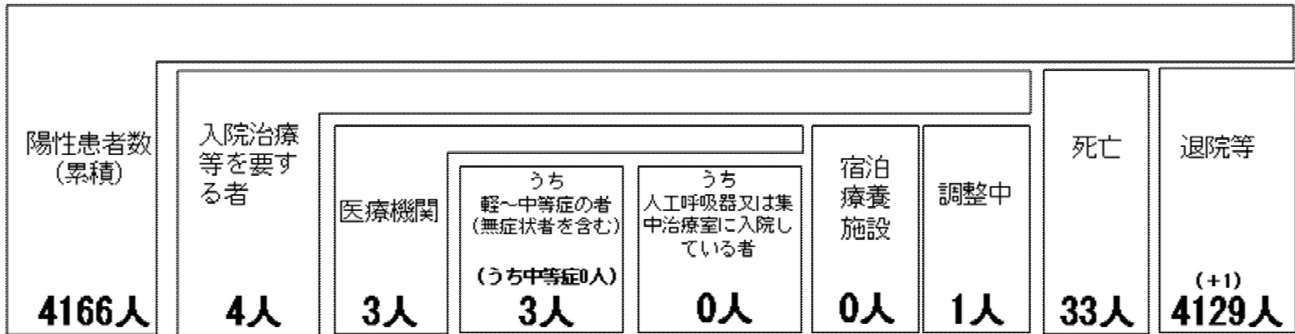 陽性患者数
(累積)
4166人
入院治療
等を要す
る者
4人
医療機関
3人
うち
軽～中等症の者
(無症状者を含む)
(うち中等症0人)
3人
うち
人工呼吸器又は集
中治療室に入院し
ている者
0人
宿泊
療養
施設
0人
調整中
1人
死亡
33人
退院等
(+1)
4129人